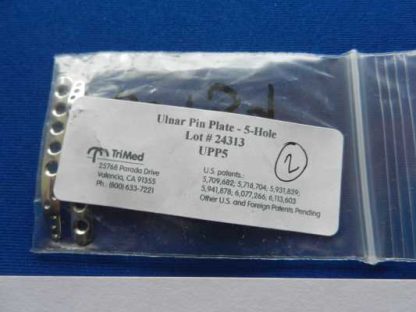 Ulnar Pin Plate - 5-Hole
Lot # 24313
UPP5
TriMed
25768 Parada Drive
Valencia, CA 91355
Ph.: (800) 633-7221
U.S. patents:
5,709,682; 5,718,704; 5,931,839;
5,941,878; 6,077,266; 6,113,603
Other U.S. and Foreign Patents Pending
2